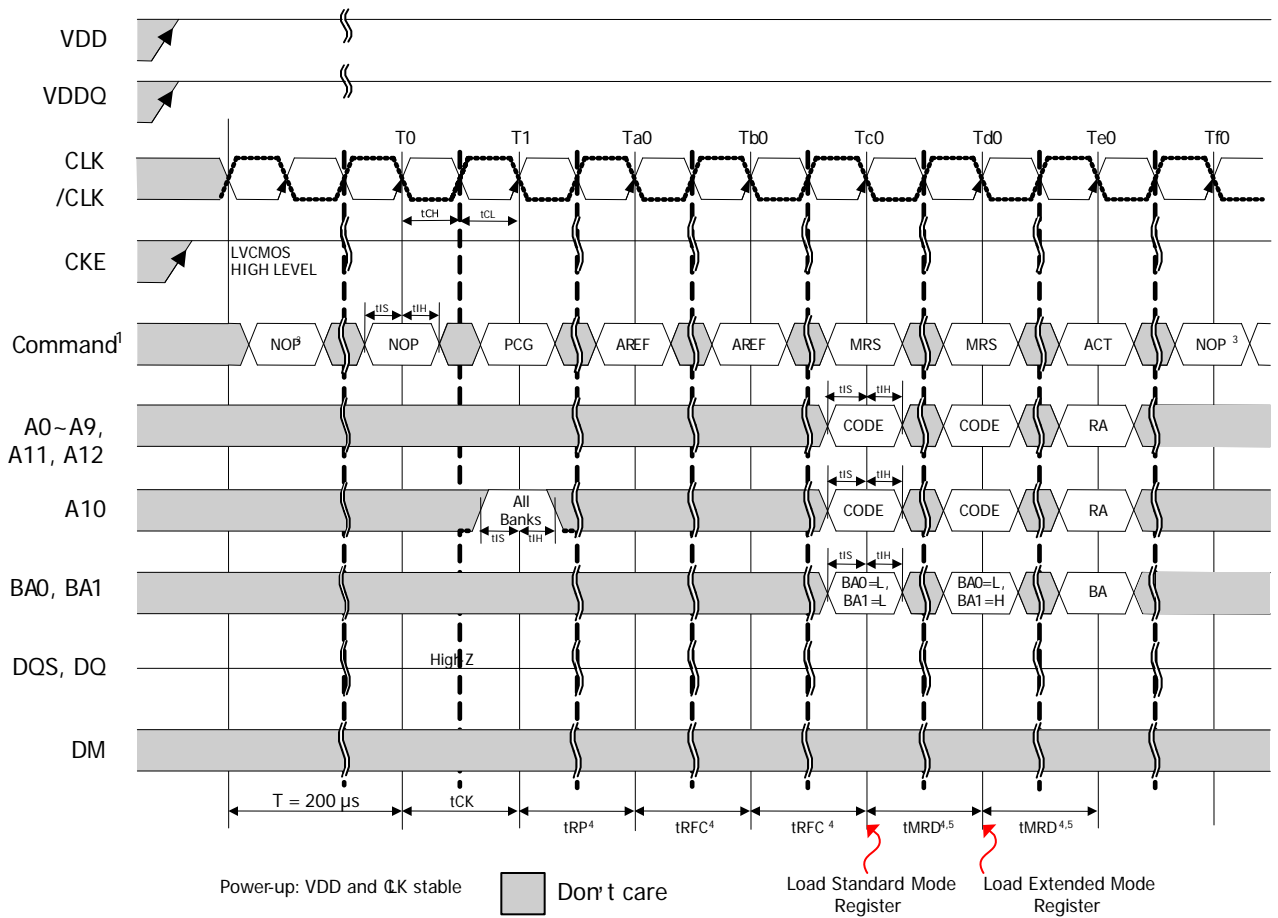 VDD
VDDQ
T0 T1 Ta0 Tb0 Tc0 Td0 Te0 Tf0
CLK
/CLK
tCH tCL
CKE
LVCMOS
HIGH LEVEL
tIS tIH
Command1 NOP3 NOP PCG AREF AREF MRS MRS ACT NOP 3
tIS tIH
A0~A9,
A11, A12
CODE CODE RA
tIS tIH
A10
All
Banks
CODE CODE RA
tIS tIH
tIS tIH
BA0, BA1
BA0=L,
BA1=L
BA0=L,
BA1=H
BA
High-Z
DQS, DQ
DM
T = 200 µs tCK
tRP4 tRFC4 tRFC 4 tMRD4,5 tMRD4,5
Power-up: VDD and CLK stable
Don't care
Load Standard Mode
Register
Load Extended Mode
Register